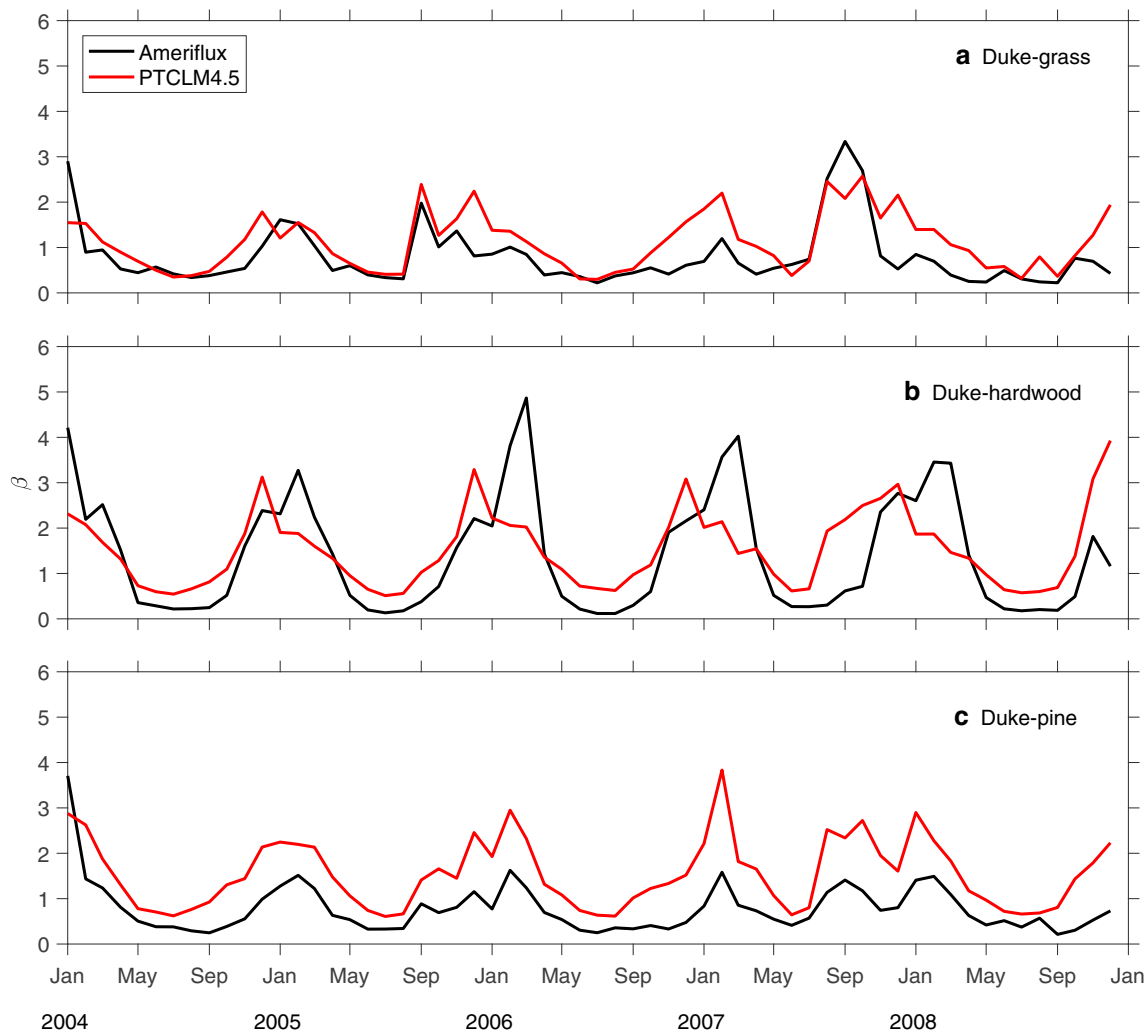 6
5
4
3
2
1
0
Ameriflux
PTCLM4.5
a Duke-grass
6
5
4
3
2
1
0
b Duke-hardwood
β
6
5
4
3
2
1
0
c Duke-pine
Jan May Sep Jan May Sep Jan May Sep Jan May Sep Jan May Sep Jan
2004 2005 2006 2007 2008